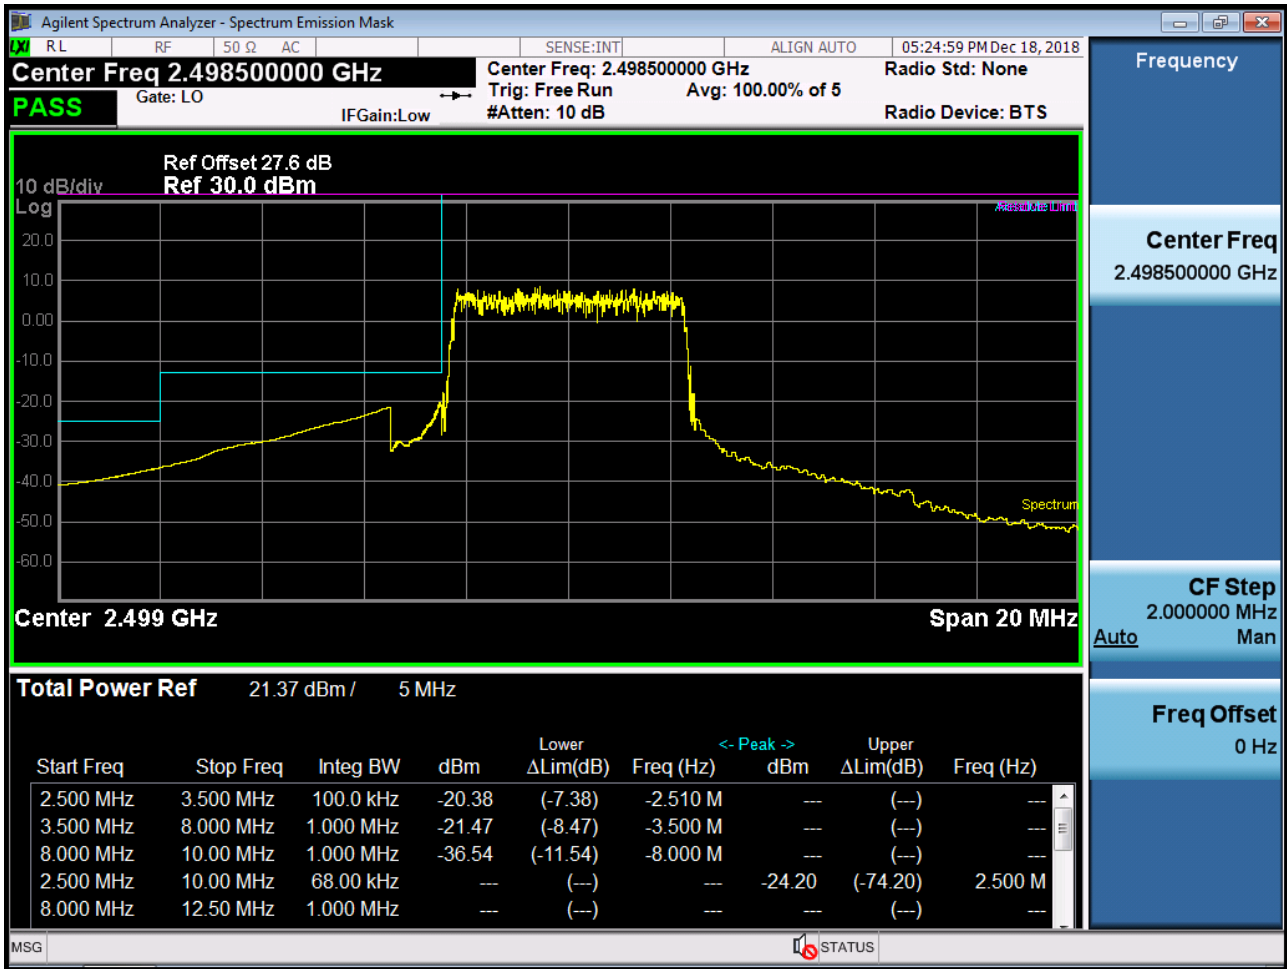 Agilent Spectrum Analyzer - Spectrum Emission Mask
LXI RL RF 50 Ω AC SENSE:INT ALIGN AUTO 05:24:59 PM Dec 18, 2018
Center Freq 2.498500000 GHz
Center Freq: 2.498500000 GHz
Radio Std: None
PASS
Gate: LO
Trig: Free Run
Avg: 100.00% of 5
IFGain:Low
#Atten: 10 dB
Radio Device: BTS
Ref Offset 27.6 dB
10 dB/div
Ref 30.0 dBm
Log
Limit
20.0
10.0
0.00
-10.0
-20.0
-30.0
-40.0
-50.0
-60.0
Spectrum
Center 2.499 GHz
Span 20 MHz
Total Power Ref 21.37 dBm / 5 MHz
Lower <- Peak -> Upper
Start Freq Stop Freq Integ BW dBm ΔLim(dB) Freq (Hz) dBm ΔLim(dB) Freq (Hz)
2.500 MHz 3.500 MHz 100.0 kHz -20.38 (-7.38) -2.510 M --- (---) ---
3.500 MHz 8.000 MHz 1.000 MHz -21.47 (-8.47) -3.500 M --- (---) ---
8.000 MHz 10.00 MHz 1.000 MHz -36.54 (-11.54) -8.000 M --- (---) ---
2.500 MHz 10.00 MHz 68.00 kHz --- (---) --- -24.20 (-74.20) 2.500 M
8.000 MHz 12.50 MHz 1.000 MHz --- (---) --- --- (---) ---
MSG
STATUS
Frequency
Center Freq
2.498500000 GHz
CF Step
2.000000 MHz
Auto Man
Freq Offset
0 Hz